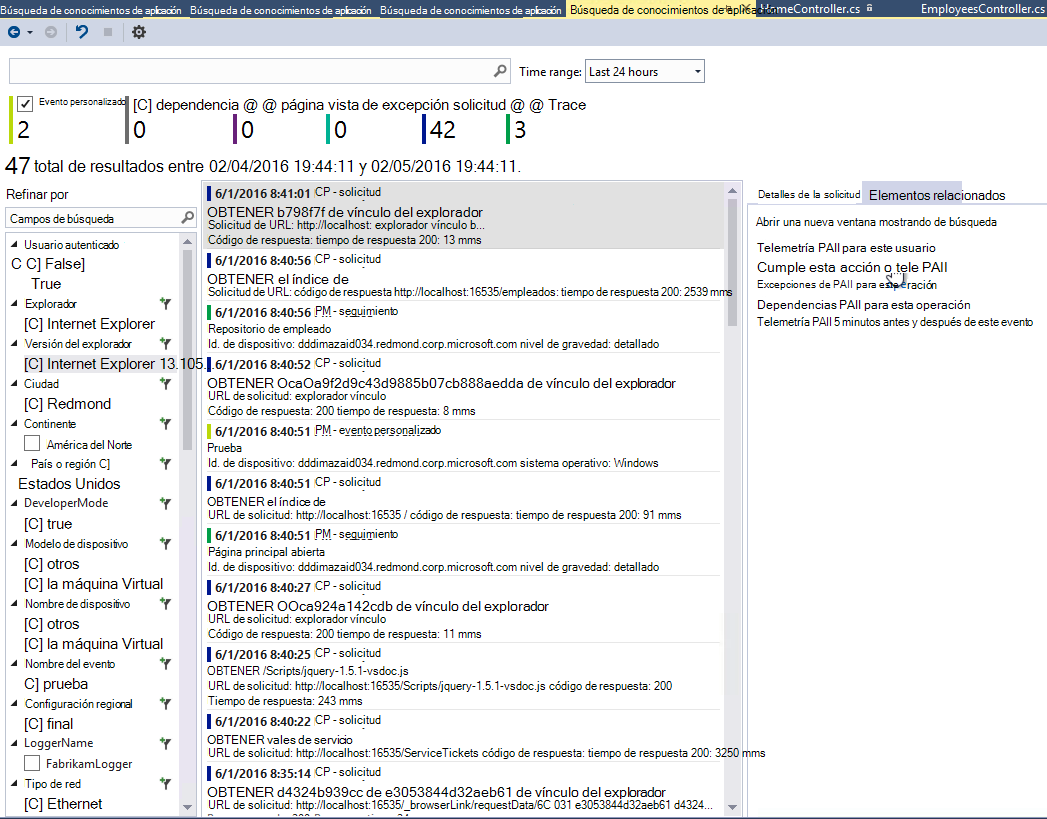 Búsqueda de conocimientos de aplicación Búsqueda de conocimientos de aplicación Búsqueda de conocimientos de aplicación Búsqueda de conocimientos de aplicación HomeController.cs EmployeesController.cs
Time range: Last 24 hours
Evento personalizado [C] dependencia @ @ página vista de excepción solicitud @ @ Trace
2 0 0 0 42 3
47 total de resultados entre 02/04/2016 19:44:11 y 02/05/2016 19:44:11.
Refinar por
Campos de búsqueda
Usuario autenticado
C C] False]
True
Explorador
[C] Internet Explorer
Versión del explorador
[C] Internet Explorer 13.105.
Ciudad
[C] Redmond
Continente
América del Norte
País o región C]
Estados Unidos
DeveloperMode
[C] true
Modelo de dispositivo
[C] otros
[C] la máquina Virtual
Nombre de dispositivo
[C] otros
[C] la máquina Virtual
Nombre del evento
C] prueba
Configuración regional
[C] final
LoggerName
FabrikamLogger
Tipo de red
[C] Ethernet
6/1/2016 8:41:01 CP - solicitud
OBTENER b798f7f de vínculo del explorador
Solicitud de URL: http://localhost: explorador vínculo b...
Código de respuesta: tiempo de respuesta 200: 13 mms
6/1/2016 8:40:56 CP - solicitud
OBTENER el índice de
Solicitud de URL: código de respuesta http://localhost:16535/empleados: tiempo de respuesta 200: 2539 mms
6/1/2016 8:40:56 PM - seguimiento
Repositorio de empleado
Id. de dispositivo: dddimazaid034.redmond.corp.microsoft.com nivel de gravedad: detallado
6/1/2016 8:40:52 CP - solicitud
OBTENER OcaOa9f2d9c43d9885b07cb888aedda de vínculo del explorador
URL de solicitud: explorador vínculo
Código de respuesta: 200 tiempo de respuesta: 8 mms
6/1/2016 8:40:51 PM - evento personalizado
Prueba
Id. de dispositivo: dddimazaid034.redmond.corp.microsoft.com sistema operativo: Windows
6/1/2016 8:40:51 CP - solicitud
OBTENER el índice de
URL de solicitud: http://localhost:16535 / código de respuesta: tiempo de respuesta 200: 91 mms
6/1/2016 8:40:51 PM - seguimiento
Página principal abierta
Id. de dispositivo: dddimazaid034.redmond.corp.microsoft.com nivel de gravedad: detallado
6/1/2016 8:40:27 CP - solicitud
OBTENER OOca924a142cdb de vínculo del explorador
URL de solicitud: explorador vínculo
Código de respuesta: 200 tiempo de respuesta: 11 mms
6/1/2016 8:40:25 CP - solicitud
OBTENER /Scripts/jquery-1.5.1-vsdoc.js
URL de solicitud: http://localhost:16535/Scripts/jquery-1.5.1-vsdoc.js código de respuesta: 200
Tiempo de respuesta: 243 mms
6/1/2016 8:40:22 CP - solicitud
OBTENER vales de servicio
URL de solicitud: http://localhost:16535/ServiceTickets código de respuesta: tiempo de respuesta 200: 3250 mms
6/1/2016 8:35:14 CP - solicitud
OBTENER d4324b939cc de e3053844d32aeb61 de vínculo del explorador
URL de solicitud: http://localhost:16535/_browserLink/requestData/6C 031 e3053844d32aeb61 d4324...
Detalles de la solicitud Elementos relacionados
Abrir una nueva ventana mostrando de búsqueda
Telemetría PAII para este usuario
Cumple esta acción o tele PAII
Excepciones de PAII para esta operación
Dependencias PAII para esta operación
Telemetría PAII 5 minutos antes y después de este evento